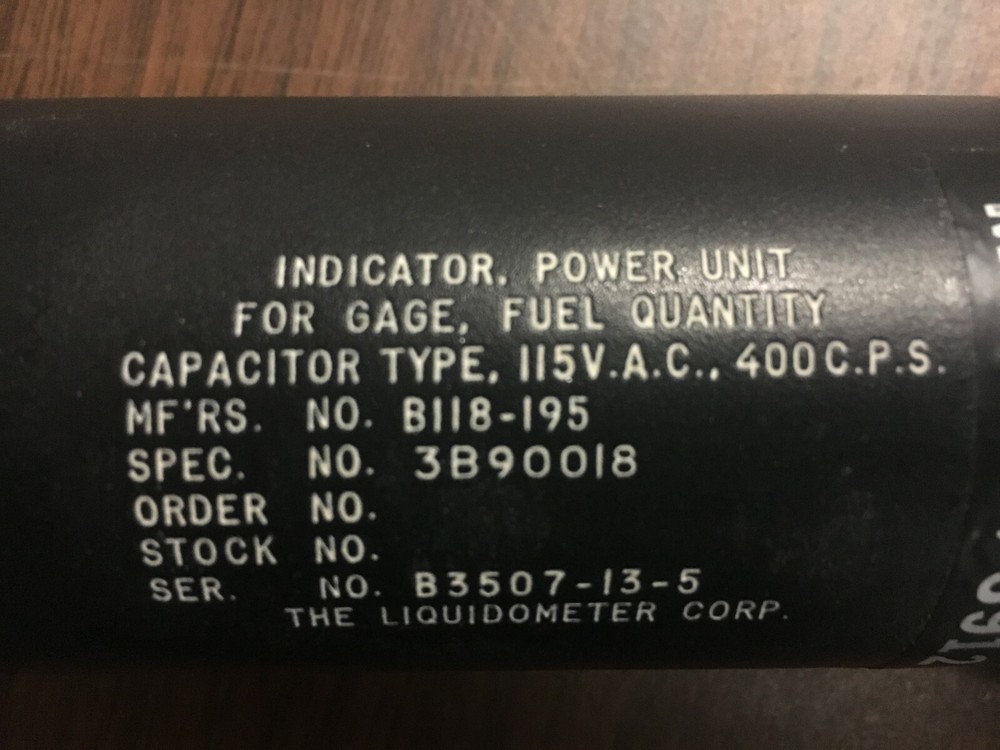 INDICATOR, POWER UNIT
FOR GAGE, FUEL QUANTITY
CAPACITOR TYPE, 115V.A.C., 400C.P.S.
MF'RS. NO. B118-195
SPEC. NO. 3B90018
ORDER NO.
STOCK NO.
SER. NO. B3507-13-5
THE LIQUIDOMETER CORP.